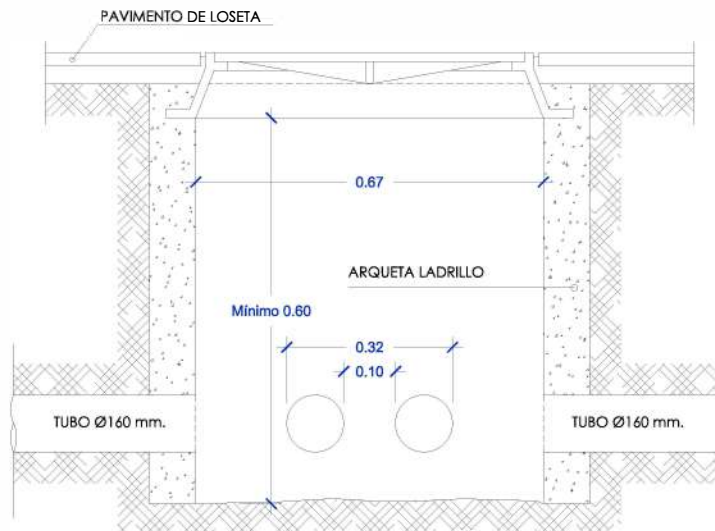 PAVIMENTO DE LOSETA
0.67
ARQUETA LADRILLO
Mínimo 0.60
0.32
0.10
TUBO Ø160 mm.
TUBO Ø160 mm.